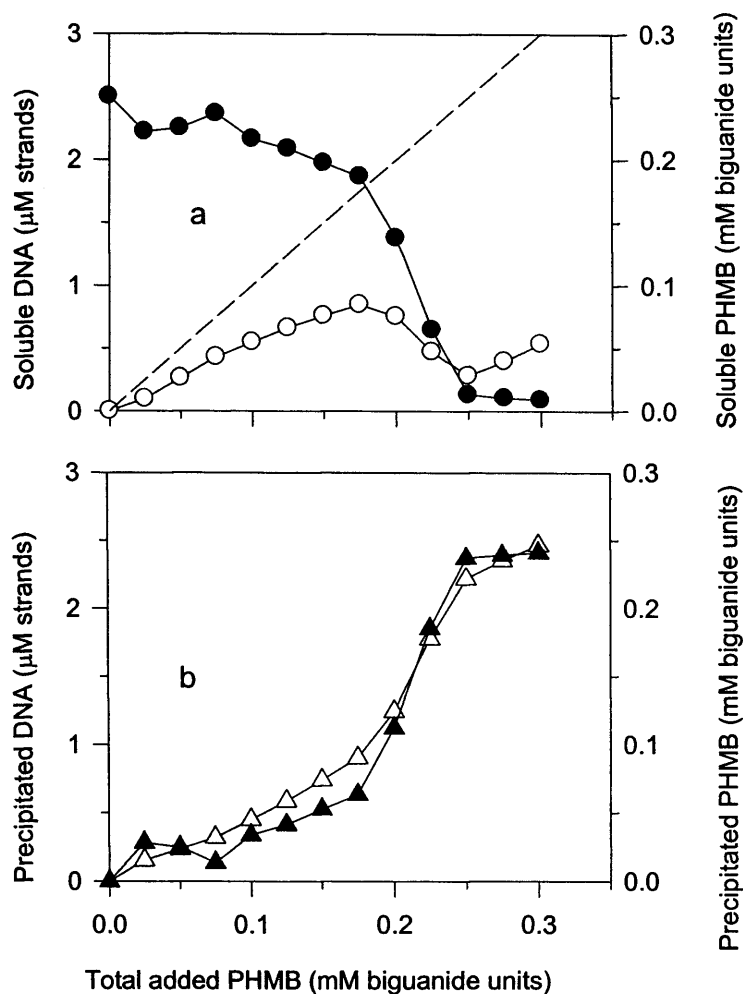 3
2
1
0
Soluble DNA (μM strands)
a
0.3
0.2
0.1
0.0
Soluble PHMB (mM biguanide units)
3
2
1
0
Precipitated DNA (μM strands)
b
0.3
0.2
0.1
0.0
Precipitated PHMB (mM biguanide units)
0.0 0.1 0.2 0.3
Total added PHMB (mM biguanide units)